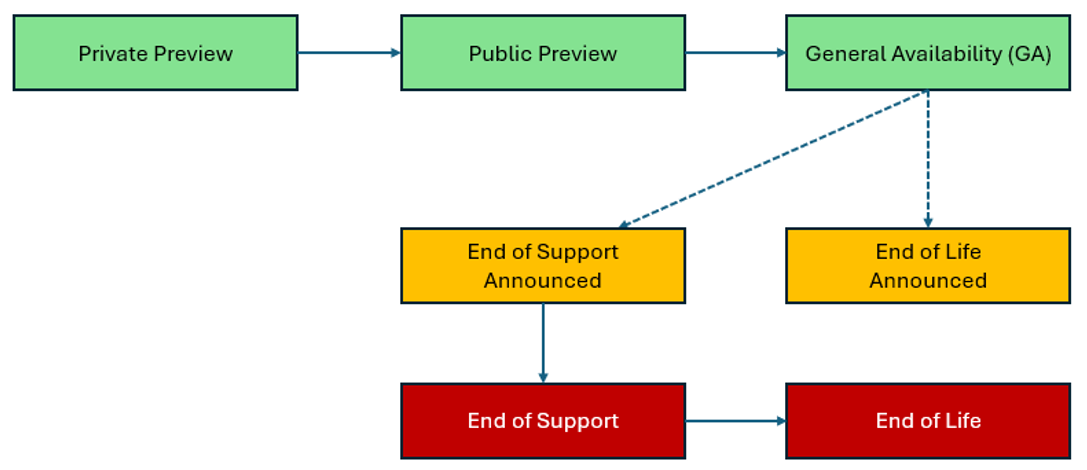 Private Preview
Public Preview
General Availability (GA)
End of Support
Announced
End of Life
Announced
End of Support
End of Life